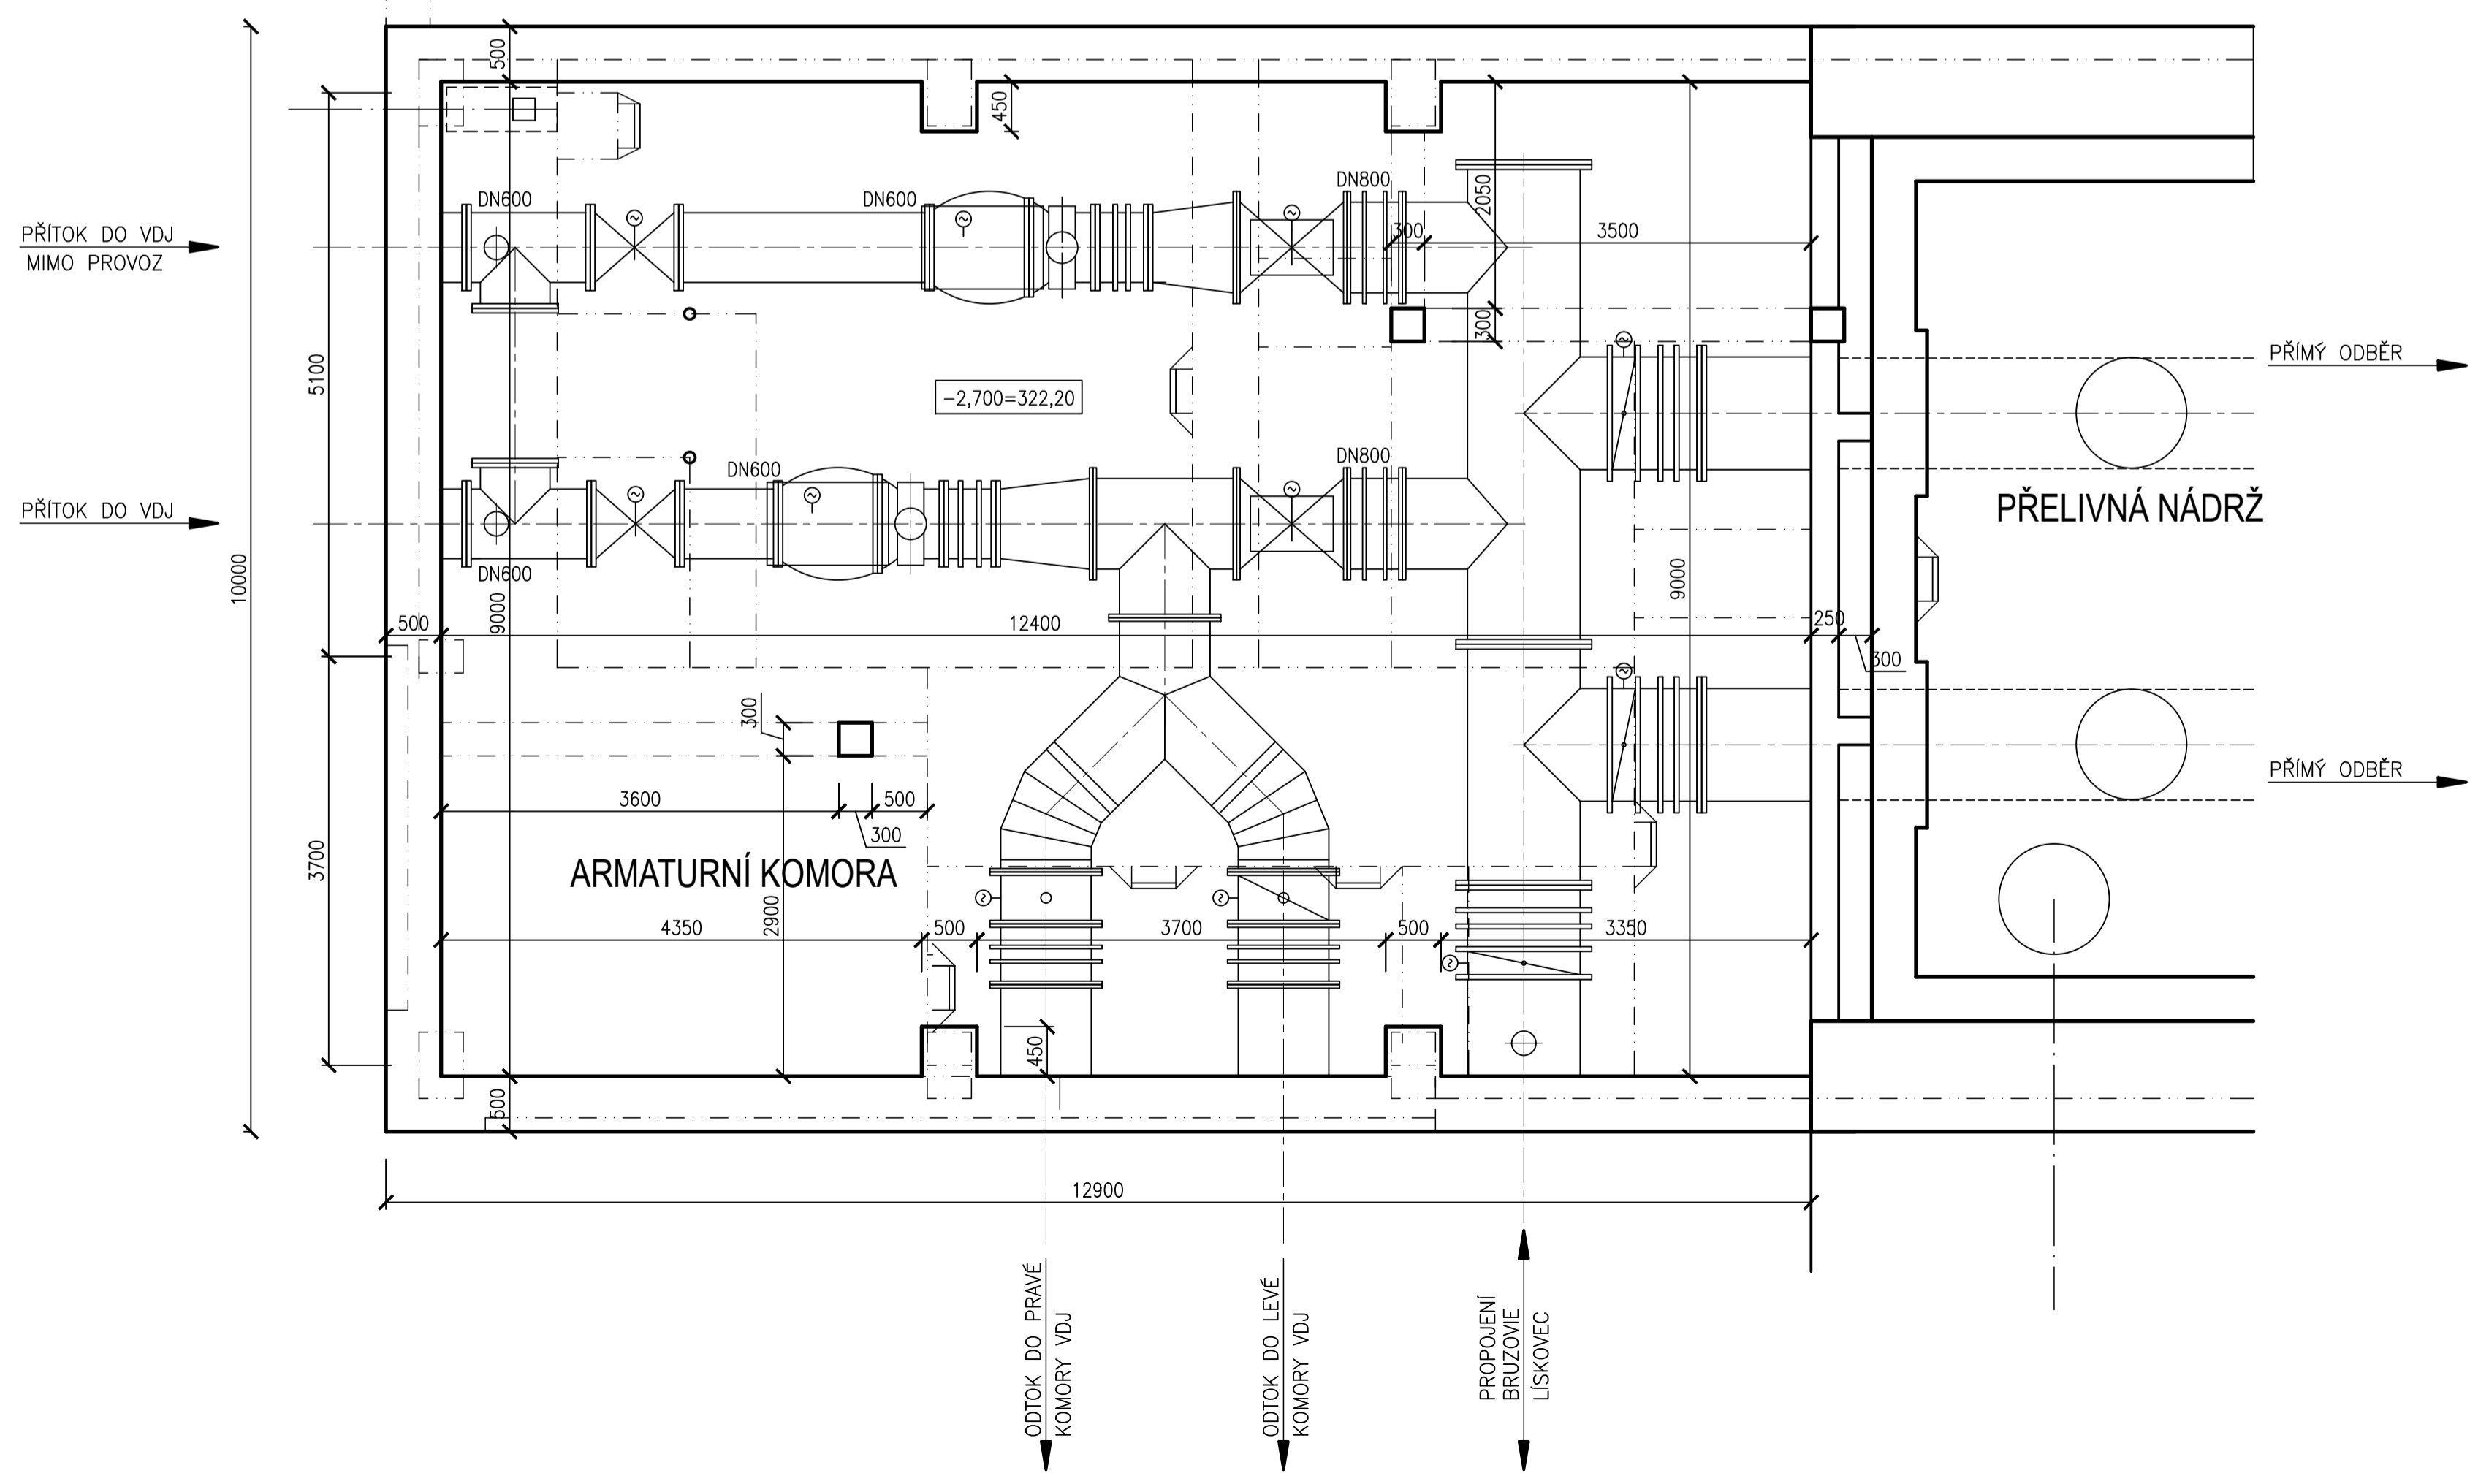 500
450
DN600
DN600
DN800
2050
PŘÍTOK DO VDJ
MIMO PROVOZ
300
3500
300
5100
PŘÍMÝ ODBĚR
-2,700=322,20
DN600
DN800
PŘÍTOK DO VDJ
PŘELIVNÁ NÁDRŽ
DN600
10000
9000
9000
500
12400
250
300
300
PŘÍMÝ ODBĚR
3600
500
300
3700
ARMATURNÍ KOMORA
2900
4350
500
3700
500
3350
450
500
12900
ODTOK DO PRAVÉ
KOMORY VDJ
ODTOK DO LEVÉ
KOMORY VDJ
PROPOJENÍ
BRUZOVIE
LÍSKOVEC